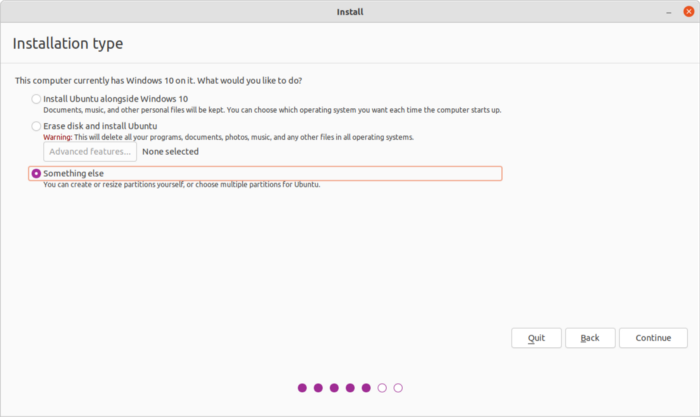 Install
Installation type
This computer currently has Windows 10 on it. What would you like to do?
Install Ubuntu alongside Windows 10
Documents, music, and other personal files will be kept. You can choose which operating system you want each time the computer starts up.
Erase disk and install Ubuntu
Warning: This will delete all your programs, documents, photos, music, and any other files in all operating systems.
Advanced features... None selected
Something else
You can create or resize partitions yourself, or choose multiple partitions for Ubuntu.
Quit Back Continue